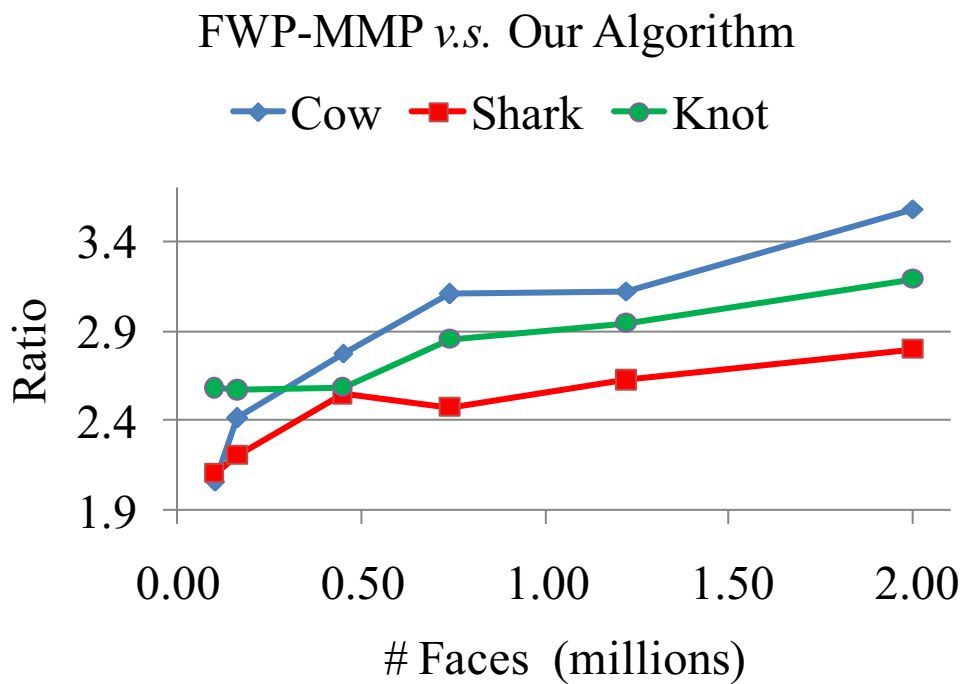 FWP-MMP v.s. Our Algorithm
Cow Shark Knot
3.4
2.9
2.4
1.9
Ratio
0.00 0.50 1.00 1.50 2.00
# Faces (millions)